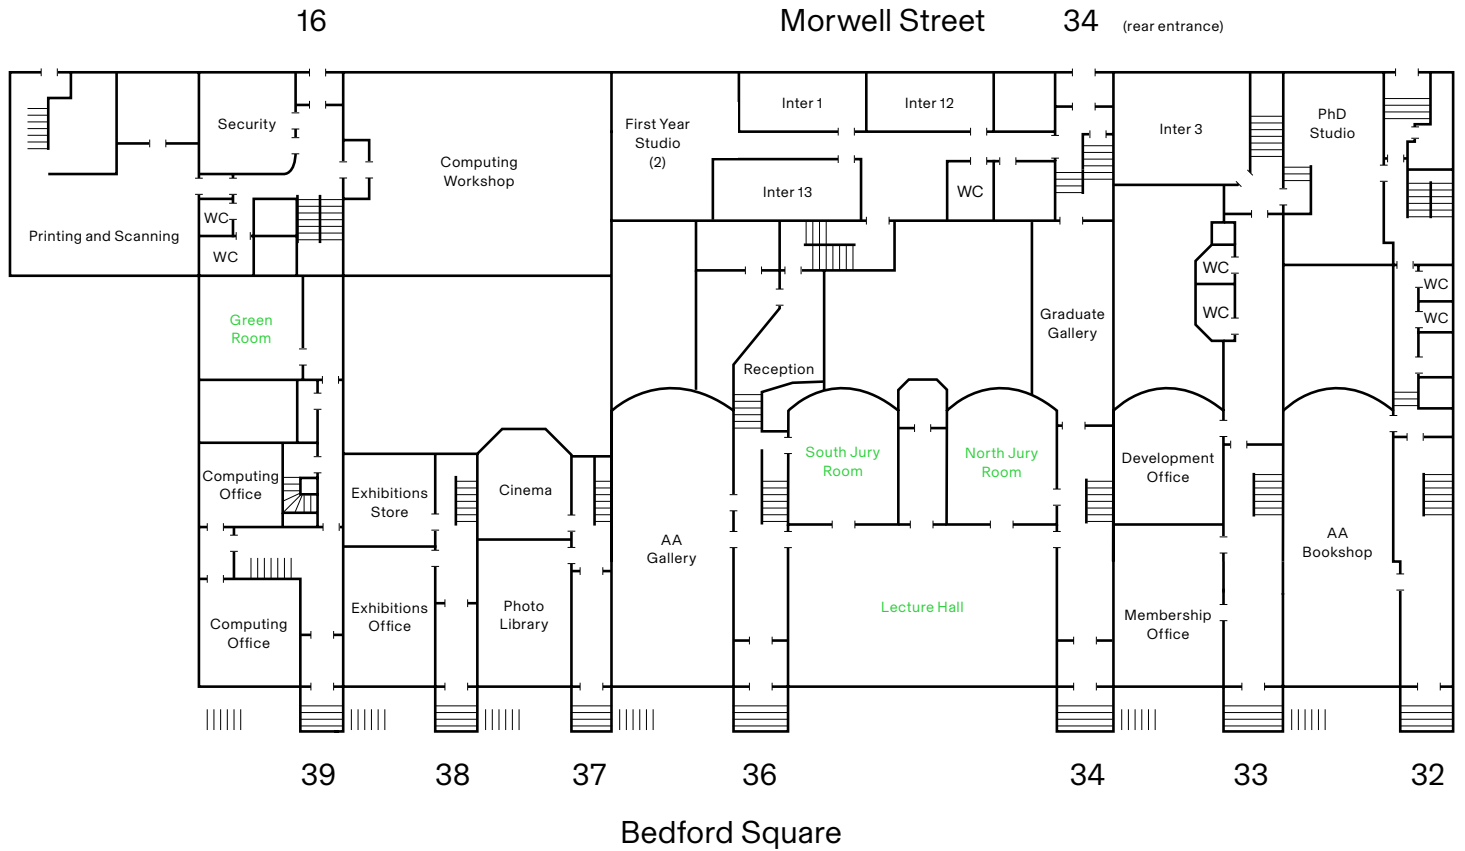 16
Morwell Street
34
(rear entrance)
Security
Computing
Workshop
First Year
Studio
(2)
Inter 1
Inter 12
Inter 3
PhD
Studio
Inter 13
WC
WC
Printing and Scanning
WC
WC
WC
WC
WC
Green
Room
Graduate
Gallery
Reception
Computing
Office
Exhibitions
Store
Cinema
South Jury
Room
North Jury
Room
Development
Office
AA
Gallery
AA
Bookshop
Computing
Office
Exhibitions
Office
Photo
Library
Lecture Hall
Membership
Office
39
38
37
36
34
33
32
Bedford Square